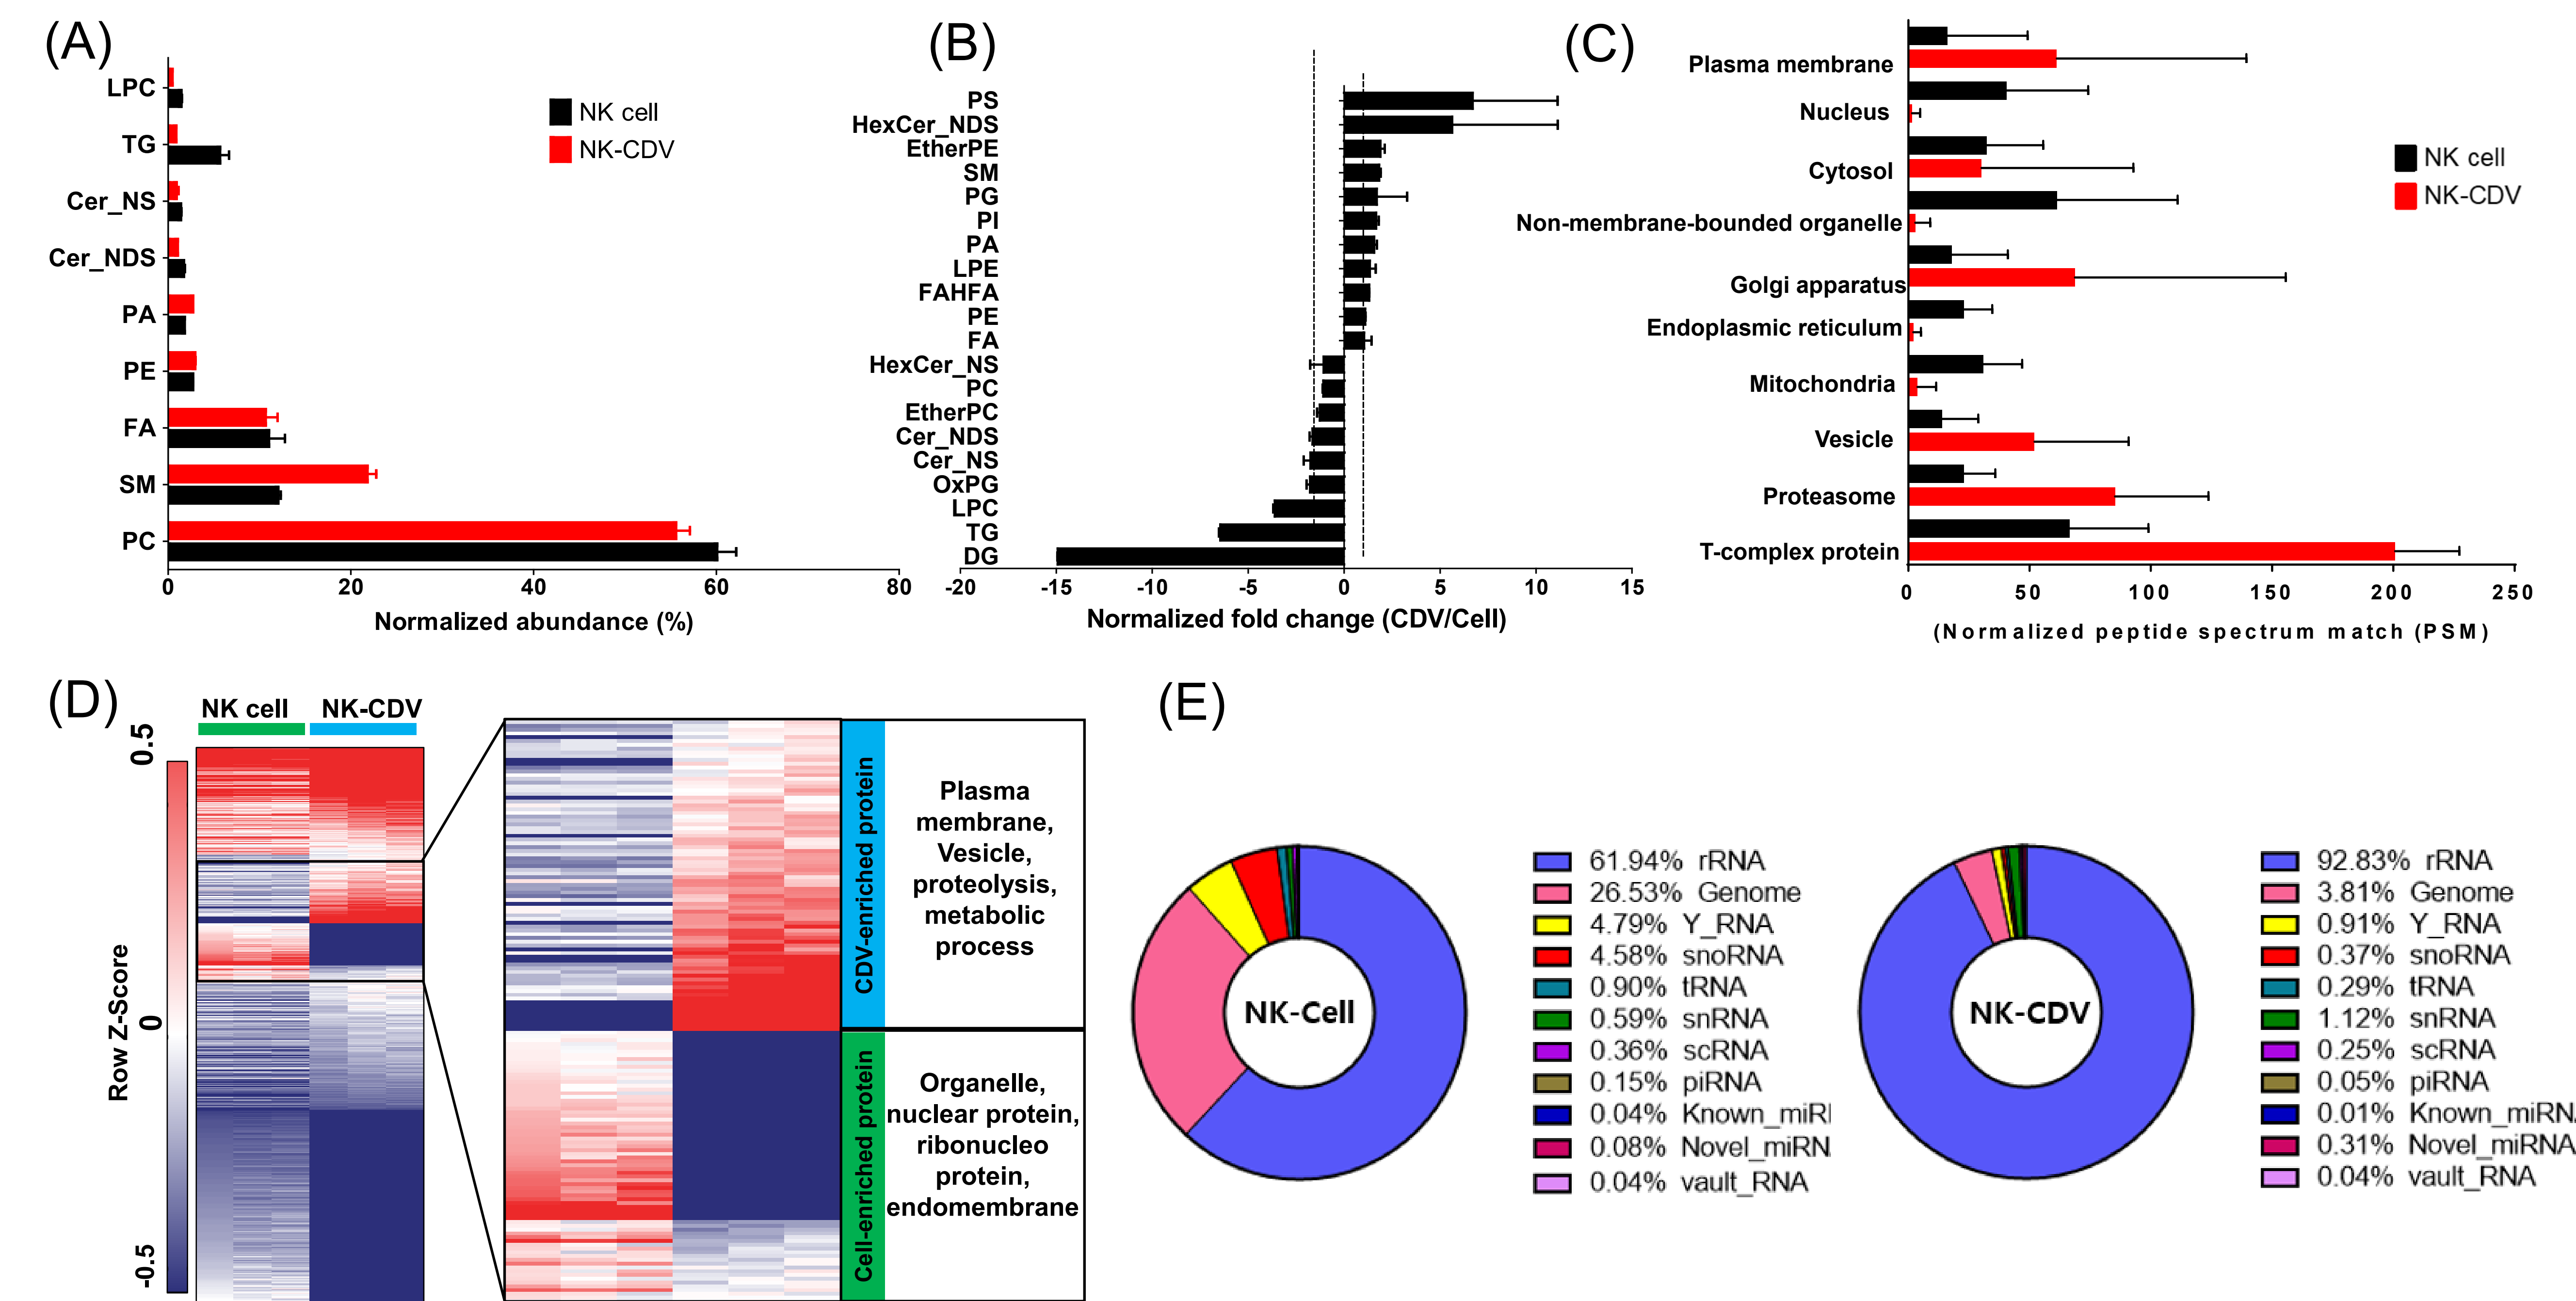 (A)
LPC
TG
Cer_NS
Cer_NDS
PA
PE
FA
SM
PC
NK cell
NK-CDV
0 20 40 60 80
Normalized abundance (%)
(B)
PS
HexCer_NDS
EtherPE
SM
PG
PI
PA
LPE
FAHFA
PE
FA
HexCer_NS
PC
EtherPC
Cer_NDS
Cer_NS
OxPG
LPC
TG
DG
-20 -15 -10 -5 0 5 10 15
Normalized fold change (CDV/Cell)
(C)
Plasma membrane
Nucleus
Cytosol
Non-membrane-bounded organelle
Golgi apparatus
Endoplasmic reticulum
Mitochondria
Vesicle
Proteasome
T-complex protein
NK cell
NK-CDV
0 50 100 150 200 250
(Normalized peptide spectrum match (PSM)
(D)
NK cell NK-CDV
0.5
0
-0.5
Row Z-Score
CDV-enriched protein
Plasma
membrane,
Vesicle,
proteolysis,
metabolic
process
Cell-enriched protein
Organelle,
nuclear protein,
ribonucleo
protein,
endomembrane
(E)
NK-Cell
61.94% rRNA
26.53% Genome
4.79% Y_RNA
4.58% snoRNA
0.90% tRNA
0.59% snRNA
0.36% scRNA
0.15% piRNA
0.04% Known_miR
0.08% Novel_miRN
0.04% vault_RNA
NK-CDV
92.83% rRNA
3.81% Genome
0.91% Y_RNA
0.37% snoRNA
0.29% tRNA
1.12% snRNA
0.25% scRNA
0.05% piRNA
0.01% Known_miRN
0.31% Novel_miRNA
0.04% vault_RNA